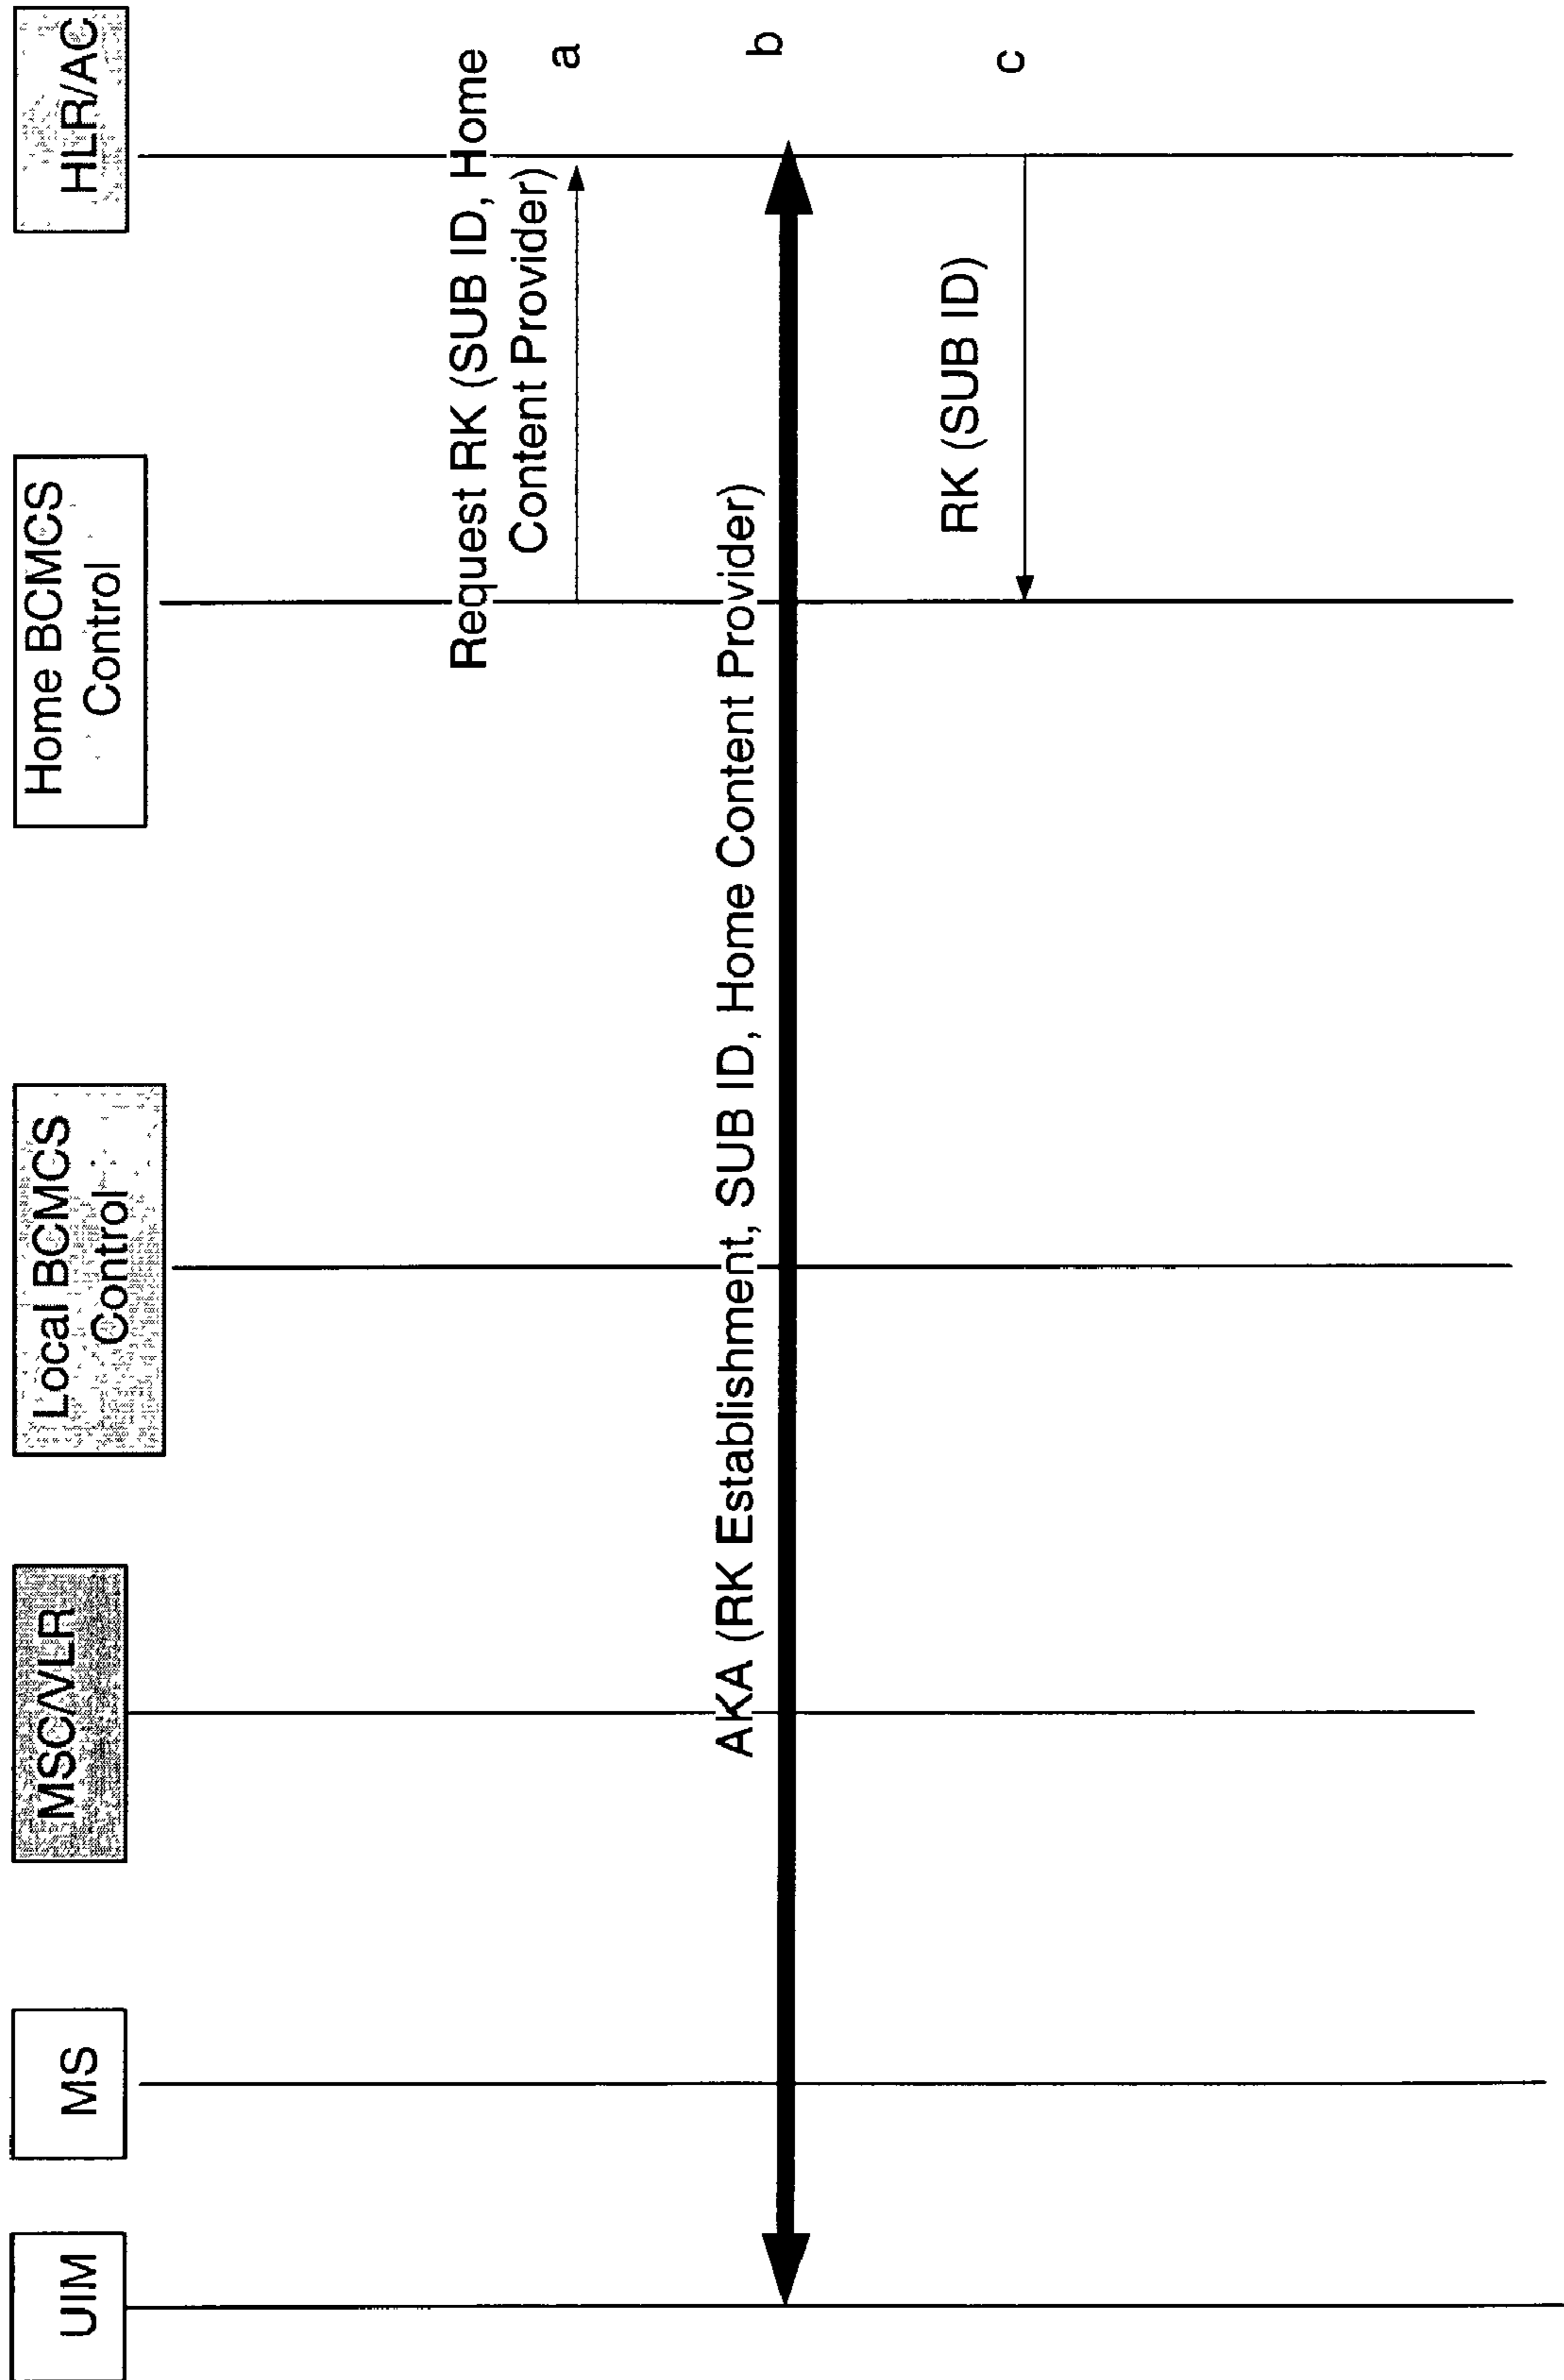 UIM
MS
MSC/VLR
Local BCMCS
Control
Home BCMCS
Control
HLR/AC
Request RK (SUB ID, Home
Content Provider)
a
AKA (RK Establishment, SUB ID, Home Content Provider)
b
RK (SUB ID)
c